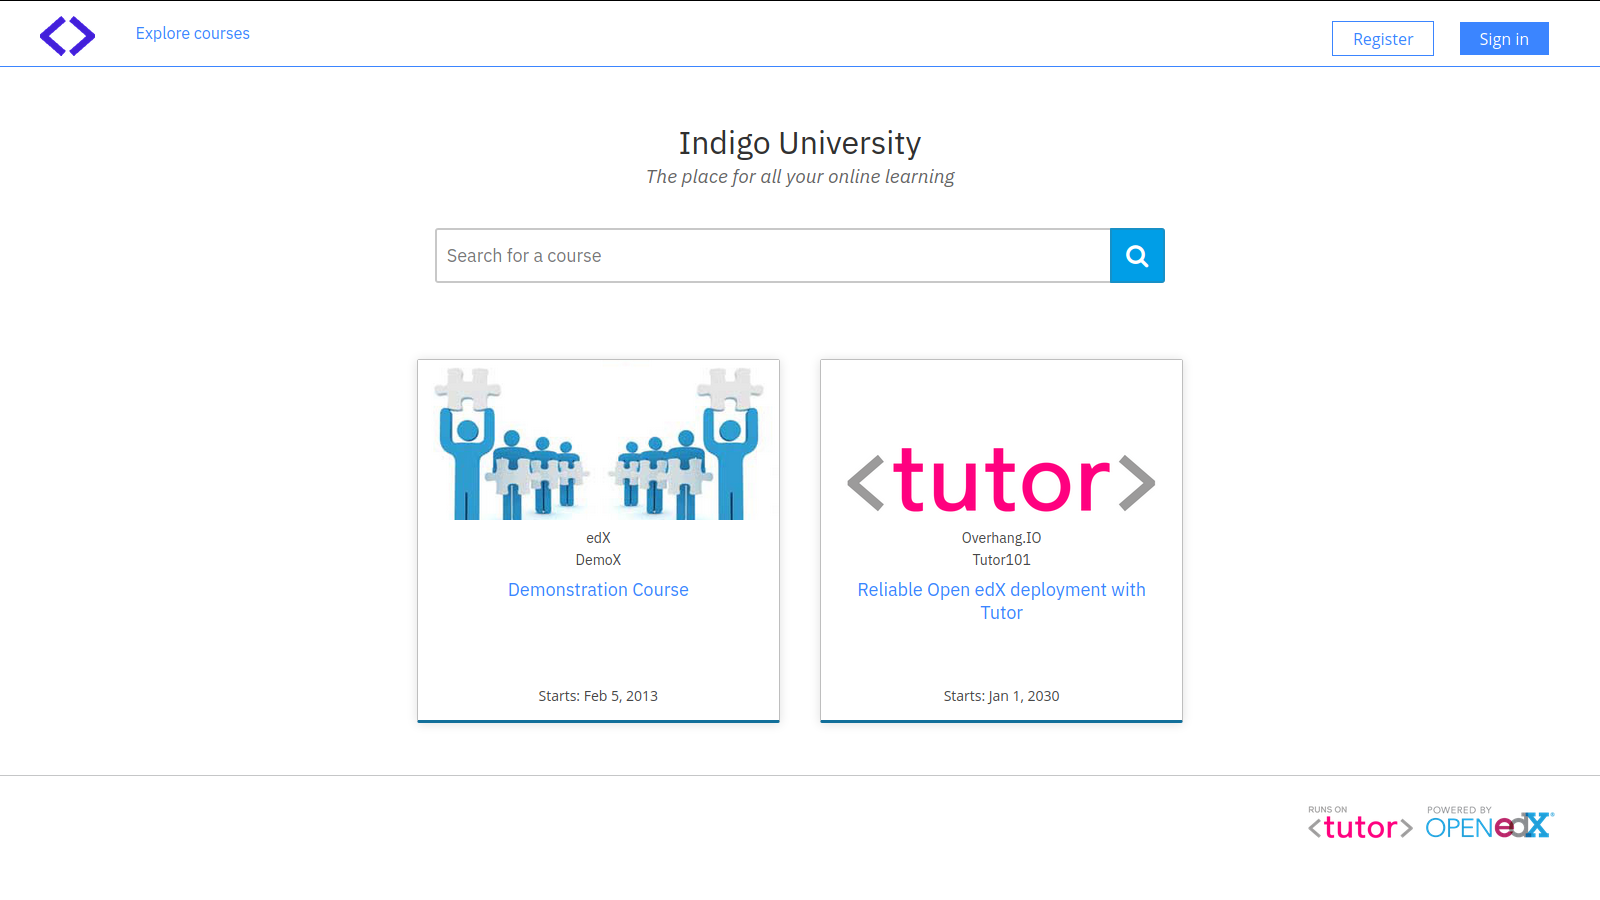 Explore courses
Register
Sign in
Indigo University
The place for all your online learning
Search for a course
edX
DemoX
Demonstration Course
Starts: Feb 5, 2013
<tutor>
Overhang.IO
Tutor101
Reliable Open edX deployment with
Tutor
Starts: Jan 1, 2030
RUNS ON
<tutor>
POWERED BY
OPENedX